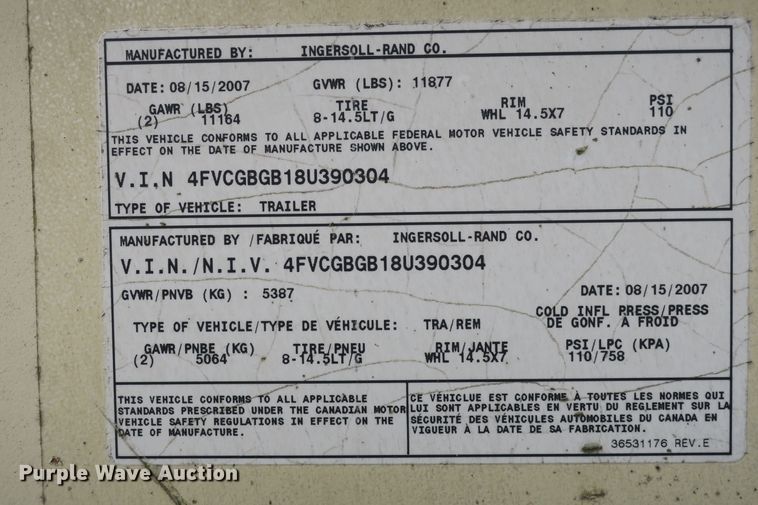 MANUFACTURED BY: INGERSOLL-RAND CO.
DATE: 08/15/2007 GVWR (LBS): 11877
GAWR (LBS) TIRE RIM PSI
(2) 11164 8-14.5LT/G WHL 14.5X7 110
THIS VEHICLE CONFORMS TO ALL APPLICABLE FEDERAL MOTOR VEHICLE SAFETY STANDARDS IN
EFFECT ON THE DATE OF MANUFACTURE SHOWN ABOVE.
V.I.N 4FVCGBGB18U390304
TYPE OF VEHICLE: TRAILER
MANUFACTURED BY /FABRIQUÉ PAR: INGERSOLL-RAND CO.
V.I.N./N.I.V. 4FVCGBGB18U390304
GVWR/PNVB (KG) : 5387 DATE: 08/15/2007
COLD INFL PRESS/PRESS
DE GONF. À FROID
TYPE OF VEHICLE/TYPE DE VÉHICULE: TRA/REM
GAWR/PNBE (KG) TIRE/PNEU RIM/JANTE PSI/LPC (KPA)
(2) 5064 8-14.5LT/G WHL 14.5X7 110/758
THIS VEHICLE CONFORMS TO ALL APPLICABLE
STANDARDS PRESCRIBED UNDER THE CANADIAN MOTOR
VEHICLE SAFETY REGULATIONS IN EFFECT ON THE
DATE OF MANUFACTURE.
CE VÉHICLUE EST CONFORME À TOUTES LES NORMES QUI
LUI SONT APPLICABLES EN VERTU DU REGLEMENT SUR LA
SÉCURITÉ DES VÉHICULES AUTOMOBILES DU CANADA EN
VIGUEUR À LA DATE DE SA FABRICATION.
36531176 REV.E
Purple Wave Auction